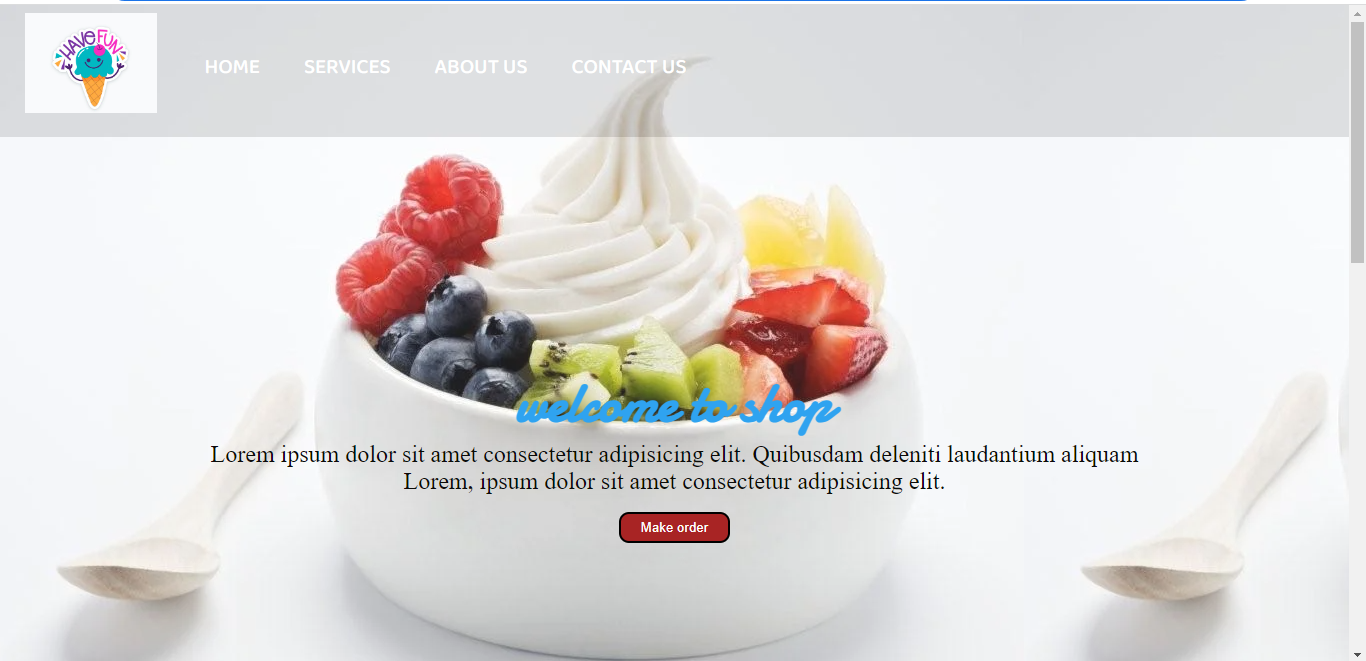 HAVE FUN
HOME SERVICES ABOUT US CONTACT US
welcome to shop
Lorem ipsum dolor sit amet consectetur adipisicing elit. Quibusdam deleniti laudantium aliquam
Lorem, ipsum dolor sit amet consectetur adipisicing elit.
Make order